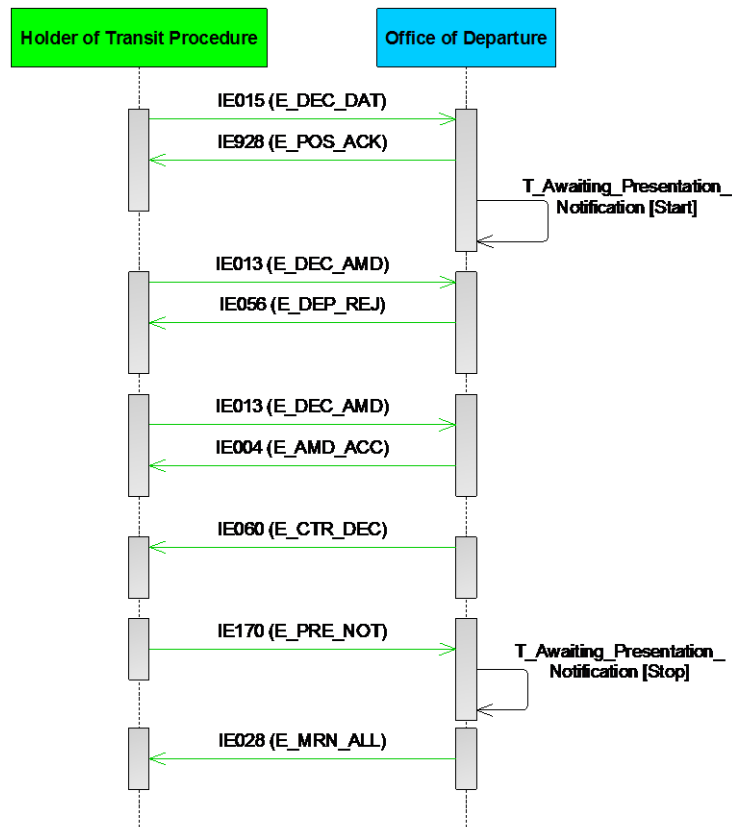 Holder of Transit Procedure
Office of Departure
IE015 (E_DEC_DAT)
IE928 (E_POS_ACK)
T_Awaiting_Presentation_
Notification [Start]
IE013 (E_DEC_AMD)
IE056 (E_DEP_REJ)
IE013 (E_DEC_AMD)
IE004 (E_AMD_ACC)
IE060 (E_CTR_DEC)
IE170 (E_PRE_NOT)
T_Awaiting_Presentation_
Notification [Stop]
IE028 (E_MRN_ALL)